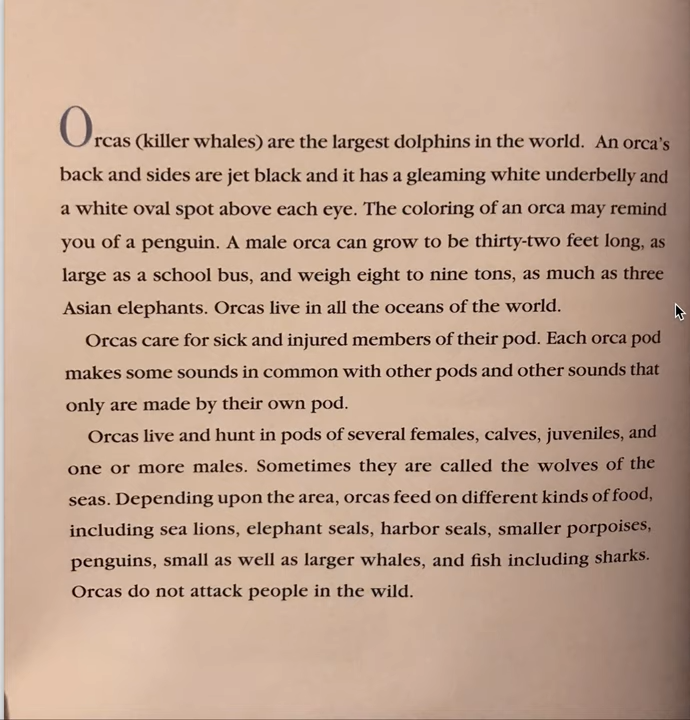 Orcas (killer whales) are the largest dolphins in the world. An orca's
back and sides are jet black and it has a gleaming white underbelly and
a white oval spot above each eye. The coloring of an orca may remind
you of a penguin. A male orca can grow to be thirty-two feet long, as
large as a school bus, and weigh eight to nine tons, as much as three
Asian elephants. Orcas live in all the oceans of the world.
Orcas care for sick and injured members of their pod. Each orca pod
makes some sounds in common with other pods and other sounds that
only are made by their own pod.
Orcas live and hunt in pods of several females, calves, juveniles, and
one or more males. Sometimes they are called the wolves of the
seas. Depending upon the area, orcas feed on different kinds of food,
including sea lions, elephant seals, harbor seals, smaller porpoises,
penguins, small as well as larger whales, and fish including sharks.
Orcas do not attack people in the wild.